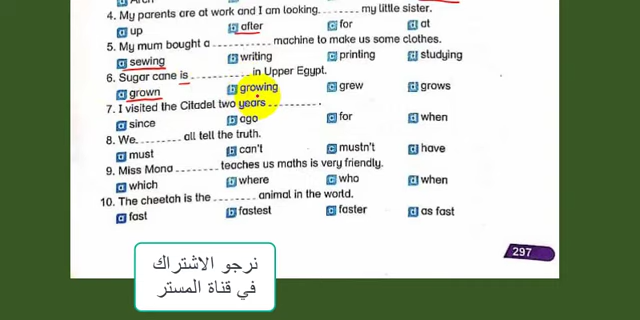 4. My parents are at work and I am looking........ my little sister.
a up b after c for d at
5. My mum bought a ............ machine to make us some clothes.
a sewing b writing c printing d studying
6. Sugar cane is ............... in Upper Egypt.
a grown b growing c grew d grows
7. I visited the Citadel two years .............
a since b ago c for d when
8. We.......... all tell the truth.
a must b can't c mustn't d have
9. Miss Mona .......... teaches us maths is very friendly.
a which b where c who d when
10. The cheetah is the .......... animal in the world.
a fast b fastest c faster d as fast
297
نرجو الاشتراك
في قناة المستر